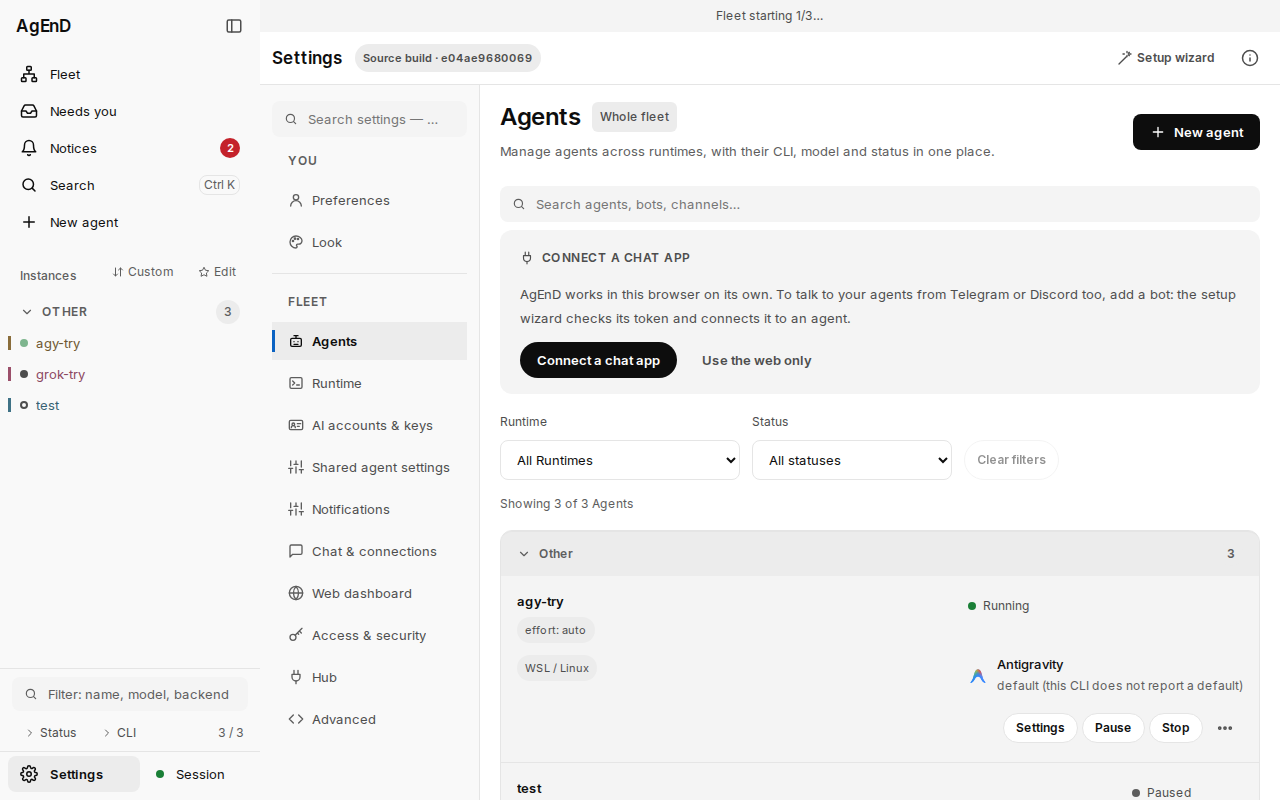 AgEnD
Fleet
Needs you
Notices 2
Search Ctrl K
New agent
Instances Custom Edit
OTHER 3
agy-try
grok-try
test
Filter: name, model, backend
Status CLI 3 / 3
Settings Session
Fleet starting 1/3...
Settings Source build · e04ae9680069 Setup wizard
Search settings — ...
YOU
Preferences
Look
FLEET
Agents
Runtime
AI accounts & keys
Shared agent settings
Notifications
Chat & connections
Web dashboard
Access & security
Hub
Advanced
Agents Whole fleet
Manage agents across runtimes, with their CLI, model and status in one place.
New agent
Search agents, bots, channels...
CONNECT A CHAT APP
AgEnD works in this browser on its own. To talk to your agents from Telegram or Discord too, add a bot: the setup
wizard checks its token and connects it to an agent.
Connect a chat app Use the web only
Runtime Status
All Runtimes All statuses Clear filters
Showing 3 of 3 Agents
Other 3
agy-try Running
effort: auto
WSL / Linux
Antigravity
default (this CLI does not report a default)
Settings Pause Stop
test Paused